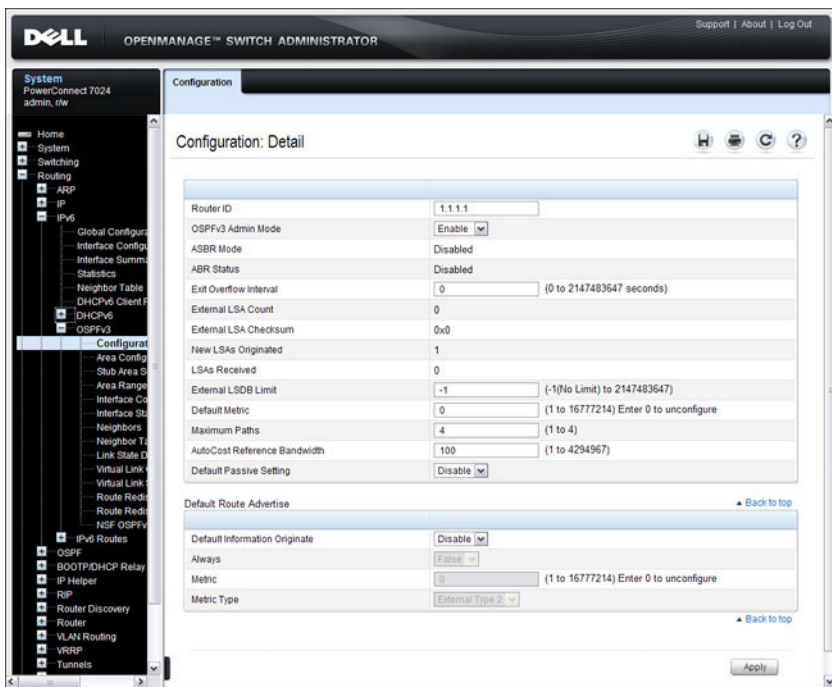 Support | About | Log Out
DELL
OPENMANAGE™ SWITCH ADMINISTRATOR
System
PowerConnect 7024
admin, r/w
Configuration
Home
System
Switching
Routing
ARP
IP
IPv6
Global Configura
Interface Configu
Interface Summa
Statistics
Neighbor Table
DHCPv6 Client P
DHCPv6
OSPFv3
Configurat
Area Config
Stub Area S
Area Range
Interface Co
Interface Sta
Neighbors
Neighbor Ta
Link State D
Virtual Link
Virtual Link
Route Redis
Route Redis
NSF OSPFv
IPv6 Routes
OSPF
BOOTP/DHCP Relay
IP Helper
RIP
Router Discovery
Router
VLAN Routing
VRRP
Tunnels
Configuration: Detail
Router ID 1.1.1.1
OSPFv3 Admin Mode Enable
ASBR Mode Disabled
ABR Status Disabled
Exit Overflow Interval 0 (0 to 2147483647 seconds)
External LSA Count 0
External LSA Checksum 0x0
New LSAs Originated 1
LSAs Received 0
External LSDB Limit -1 (-1(No Limit) to 2147483647)
Default Metric 0 (1 to 16777214) Enter 0 to unconfigure
Maximum Paths 4 (1 to 4)
AutoCost Reference Bandwidth 100 (1 to 4294967)
Default Passive Setting Disable
Default Route Advertise Back to top
Default Information Originate Disable
Always False
Metric 0 (1 to 16777214) Enter 0 to unconfigure
Metric Type External Type 2
Back to top
Apply